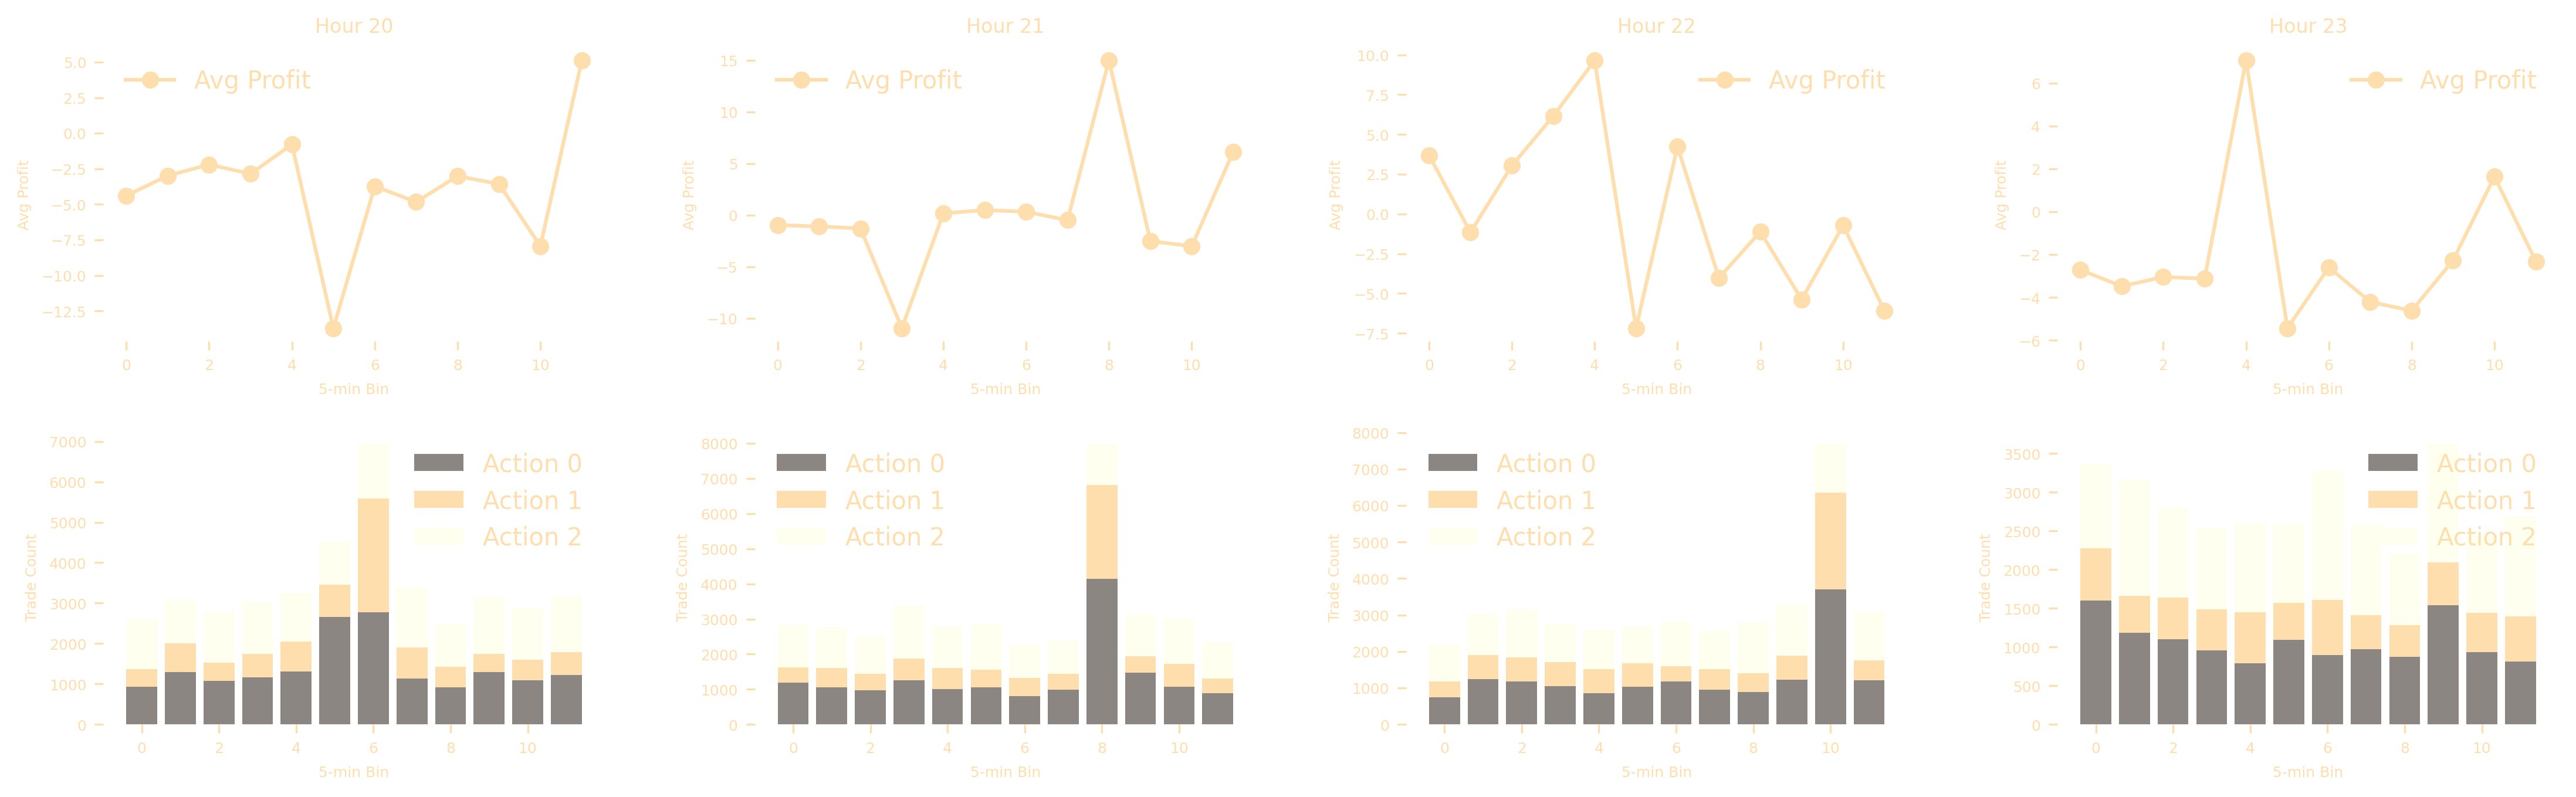 Hour 20
Avg Profit
5.0
2.5
0.0
−2.5
−5.0
−7.5
−10.0
−12.5
Avg Profit
0 2 4 6 8 10
5-min Bin
Hour 21
Avg Profit
15
10
5
0
−5
−10
Avg Profit
0 2 4 6 8 10
5-min Bin
Hour 22
Avg Profit
10.0
7.5
5.0
2.5
0.0
−2.5
−5.0
−7.5
Avg Profit
0 2 4 6 8 10
5-min Bin
Hour 23
Avg Profit
6
4
2
0
−2
−4
−6
Avg Profit
0 2 4 6 8 10
5-min Bin
7000
6000
5000
4000
3000
2000
1000
0
Trade Count
Action 0
Action 1
Action 2
0 2 4 6 8 10
5-min Bin
8000
7000
6000
5000
4000
3000
2000
1000
0
Trade Count
Action 0
Action 1
Action 2
0 2 4 6 8 10
5-min Bin
8000
7000
6000
5000
4000
3000
2000
1000
0
Trade Count
Action 0
Action 1
Action 2
0 2 4 6 8 10
5-min Bin
3500
3000
2500
2000
1500
1000
500
0
Trade Count
Action 0
Action 1
Action 2
0 2 4 6 8 10
5-min Bin